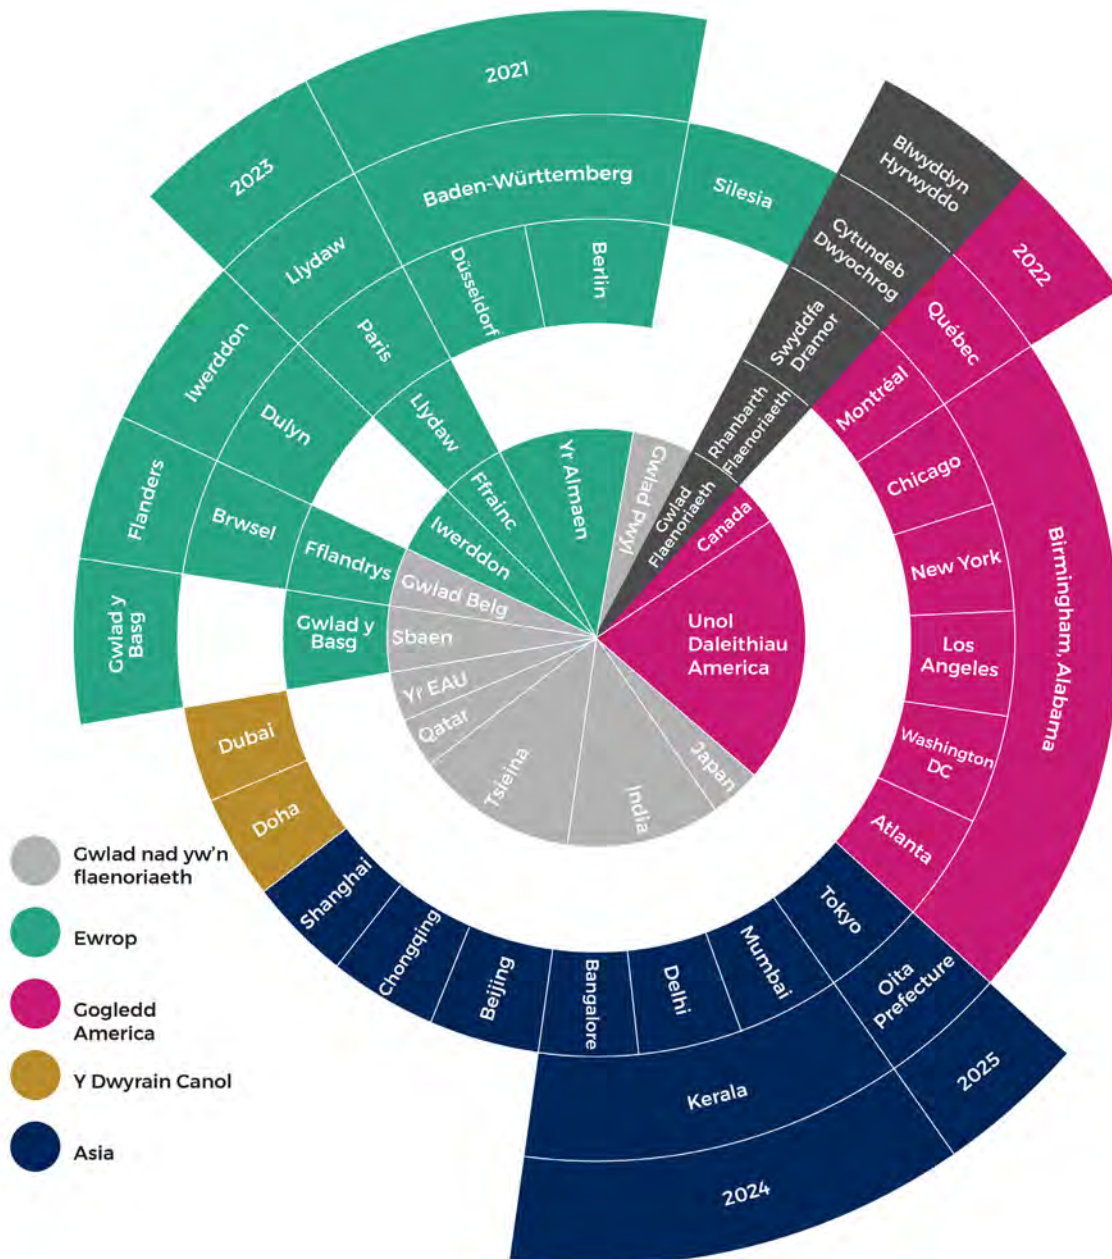 2021
2023
Baden-Württemberg
Silesia
Blwyddyn
Hyrwyddo
Llydaw
Düsseldorf
Berlin
Cytundeb
Dwyochrog
2022
Iwerddon
Paris
Swyddfa
Dramor
Québec
Dulyn
Llydaw
Rhanbarth
Flaenoriaeth
Montréal
Flanders
Brwsel
Ffrainc
Yr Almaen
Gwlad Pwyl
Gwlad
Flaenoriaeth
Canada
Chicago
Fflandrys
Iwerddon
New York
Birmingham, Alabama
Gwlad y
Basg
Gwlad y
Basg
Gwlad Belg
Sbaen
Unol
Daleithiau
America
Los
Angeles
Yr EAU
Qatar
Dubai
Tsieina
India
Japan
Washington
DC
Doha
Atlanta
Shanghai
Chongqing
Beijing
Bangalore
Delhi
Mumbai
Tokyo
Oita
Prefecture
Kerala
2025
2024
Gwlad nad yw’n
flaenoriaeth
Ewrop
Gogledd
America
Y Dwyrain Canol
Asia